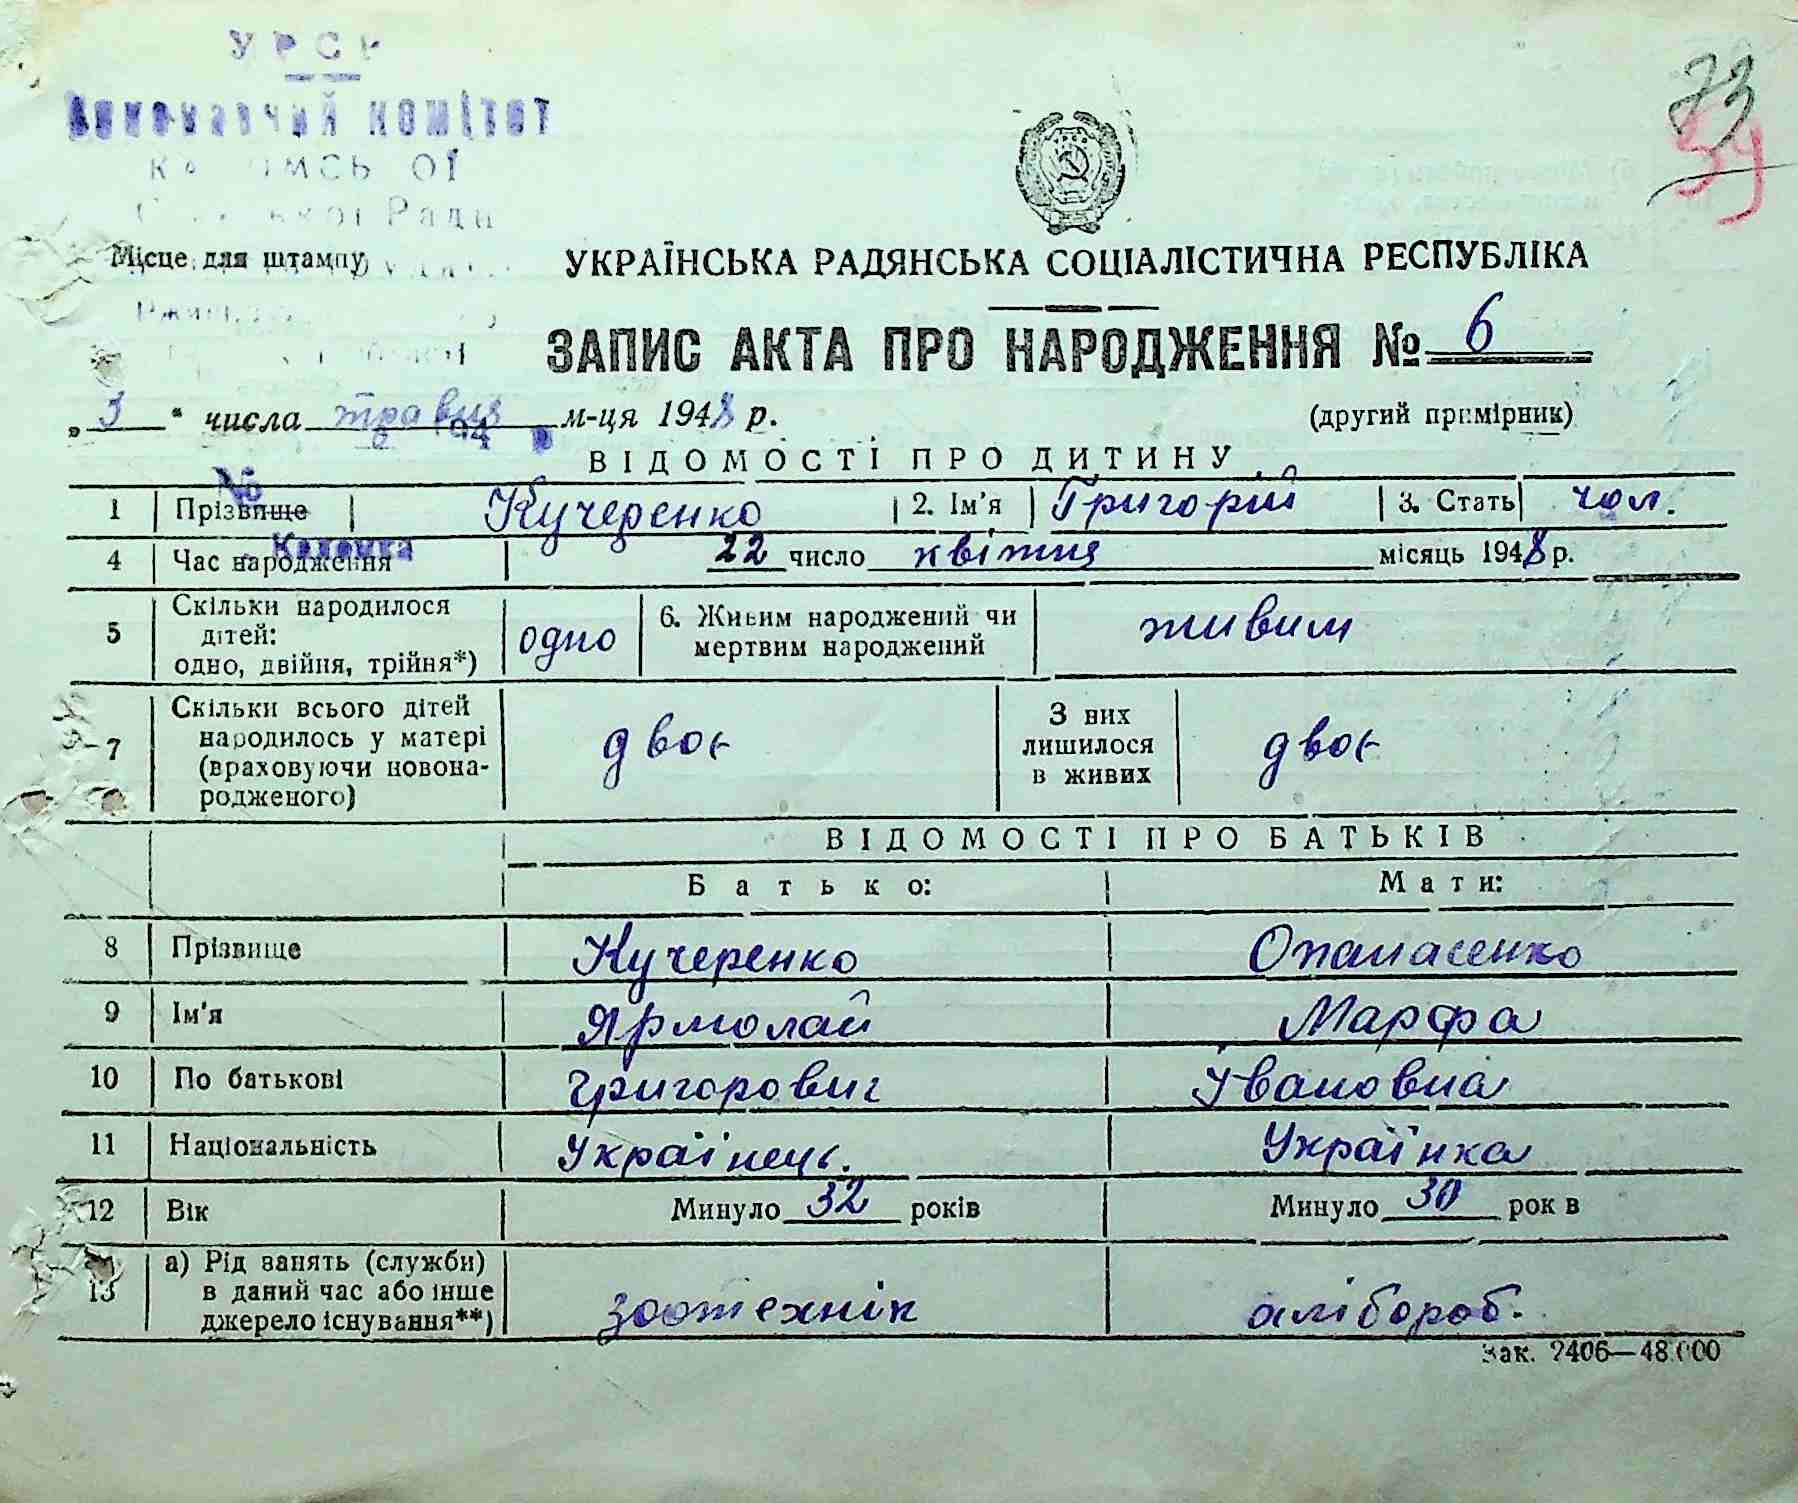 УРСР
Виконавчий комітет
ої
Ради
Місце для штампу
73
59
УКРАЇНСЬКА РАДЯНСЬКА СОЦІАЛІСТИЧНА РЕСПУБЛІКА
ЗАПИС АКТА ПРО НАРОДЖЕННЯ № 6
„ 3 “ числа травня м-ця 1948 р.
(другий примірник)
ВІДОМОСТІ ПРО ДИТИНУ
№
1 Прізвище Кучеренко 2. Ім'я Григорій 3. Стать чол.
4 Час народження 22 число квітня місяць 1948 р.
5 Скільки народилося дітей: одно, двійня, трійня*) одно 6. Живим народжений чи мертвим народжений живим
7 Скільки всього дітей народилось у матері (враховуючи новонародженого) двоє З них лишилося в живих двоє
ВІДОМОСТІ ПРО БАТЬКІВ
Батько: Мати:
8 Прізвище Кучеренко Опанасенко
9 Ім'я Ярмолай Марфа
10 По батькові Григорович Івановна
11 Національність Українець. Українка
12 Вік Минуло 32 років Минуло 30 рок в
13 а) Рід занять (служби) в даний час або інше джерело існування**) зоотехнік хлібороб.
Зак. 2406—48.000